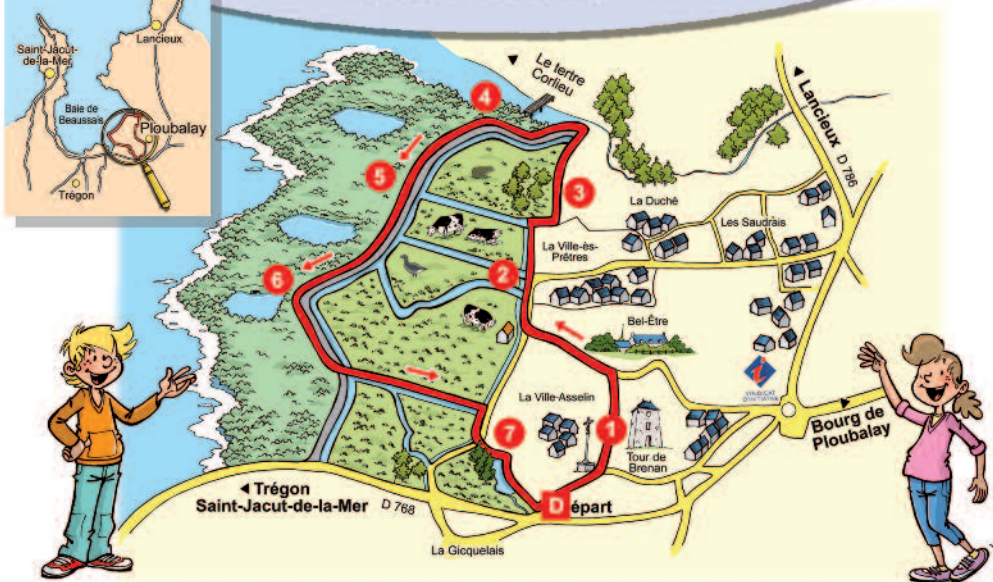 Lancieux
Saint-Jacut-
de-la-Mer
Baie de
Beaussais
Ploubalay
Trégon
Le tertre
Corlieu
4
Lancieux D 786
5
3
La Duché
Les Saudrais
La Ville-ès-
Prêtres
6
2
Bel-Être
SYNDICAT
D'INITIATIVE
La Ville-Asselin
7
1
Tour de
Brenan
Bourg de
Ploubalay
Départ
Trégon
Saint-Jacut-de-la-Mer D 768
La Gicquelais